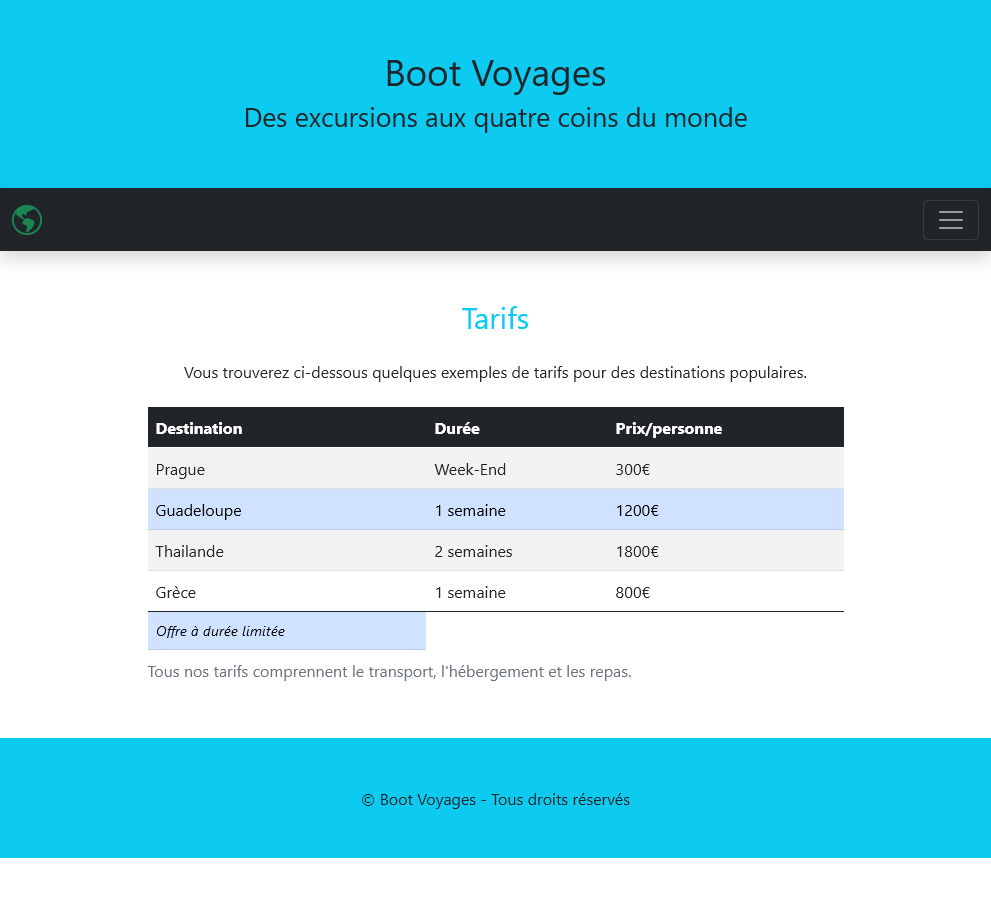 Boot Voyages
Des excursions aux quatre coins du monde
Tarifs
Vous trouverez ci-dessous quelques exemples de tarifs pour des destinations populaires.
Destination Durée Prix/personne
Prague Week-End 300€
Guadeloupe 1 semaine 1200€
Thailande 2 semaines 1800€
Grèce 1 semaine 800€
Offre à durée limitée
Tous nos tarifs comprennent le transport, l'hébergement et les repas.
© Boot Voyages - Tous droits réservés